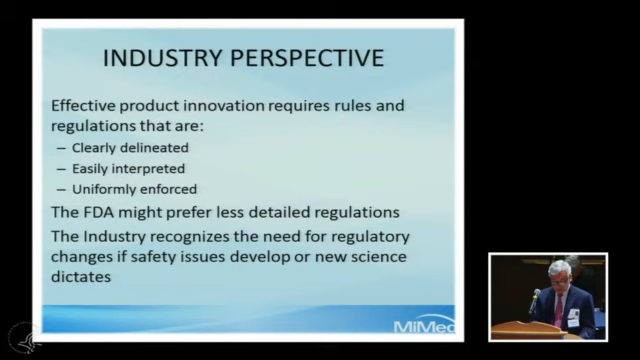 INDUSTRY PERSPECTIVE
Effective product innovation requires rules and
regulations that are:
– Clearly delineated
– Easily interpreted
– Uniformly enforced
The FDA might prefer less detailed regulations
The Industry recognizes the need for regulatory
changes if safety issues develop or new science
dictates
MiMed